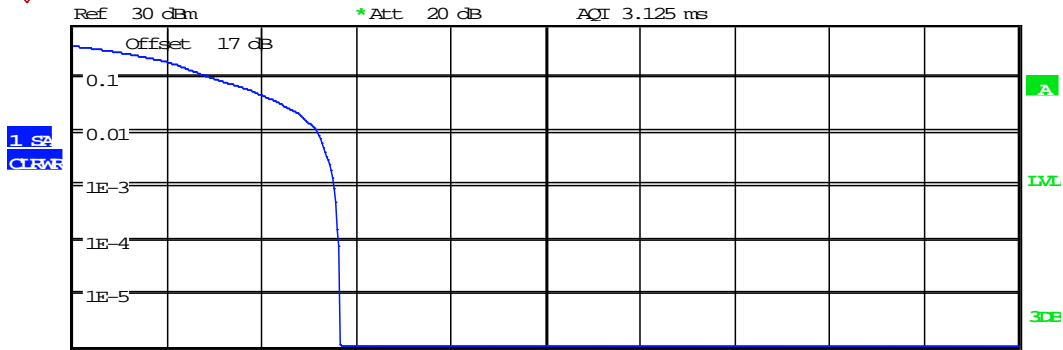 Ref 30 dBm *Att 20 dB AQT 3.125 ms
Offset 17 dB
0.1
A
0.01
1 SA
CLRWR
1E-3
LVL
1E-4
1E-5
3DB